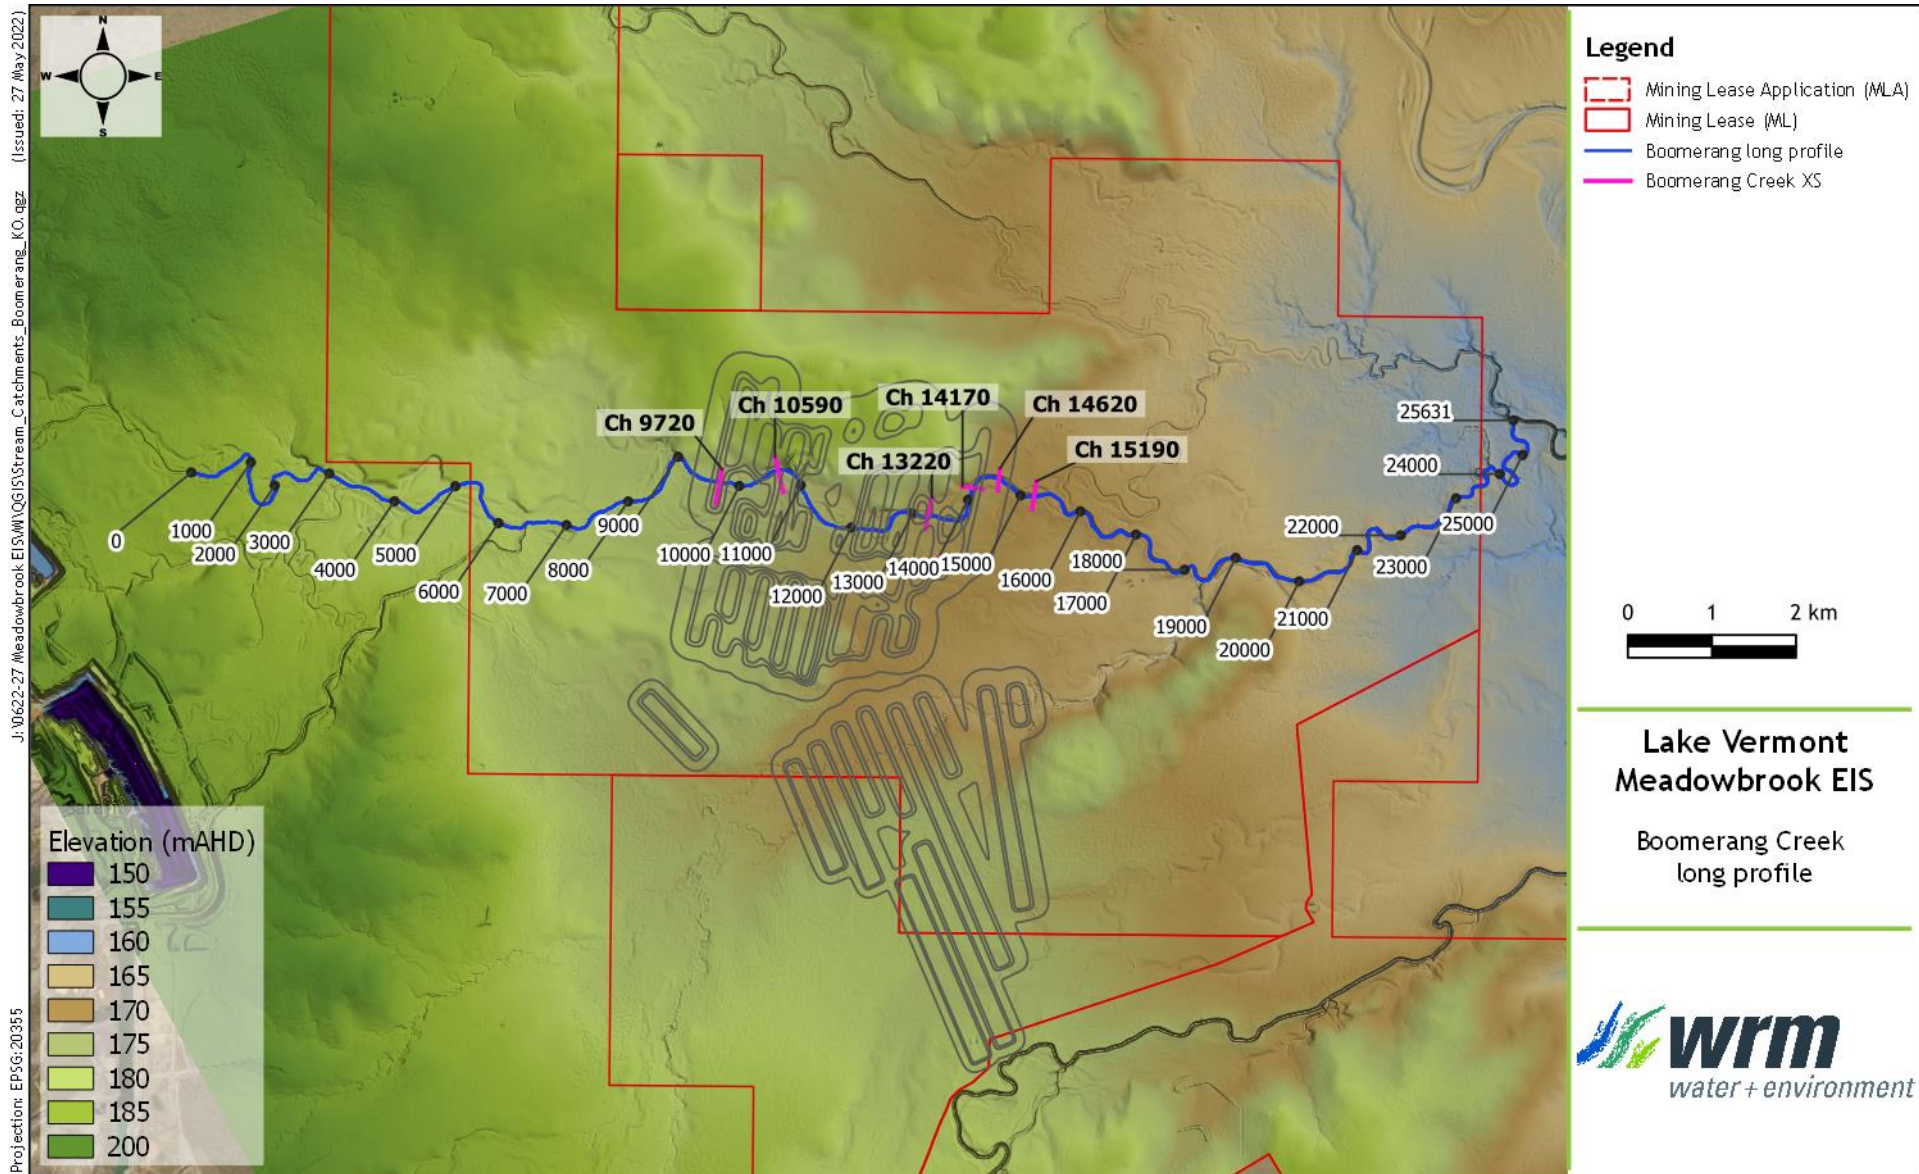 J:\0622-27 Meadowbrook EISWM\QGIS\Stream_Catchments_Boomerang_KO.qgz (Issued: 27 May 2022)
Projection: EPSG:20355
N
W
E
S
Ch 9720
Ch 10590
Ch 13220
Ch 14170
Ch 14620
Ch 15190
0
1000
2000
3000
4000
5000
6000
7000
8000
9000
10000
11000
12000
13000
14000
15000
16000
17000
18000
19000
20000
21000
22000
23000
24000
25000
25631
Elevation (mAHD)
150
155
160
165
170
175
180
185
200
Legend
Mining Lease Application (MLA)
Mining Lease (ML)
Boomerang long profile
Boomerang Creek XS
0 1 2 km
Lake Vermont
Meadowbrook EIS
Boomerang Creek
long profile
wrm
water + environment